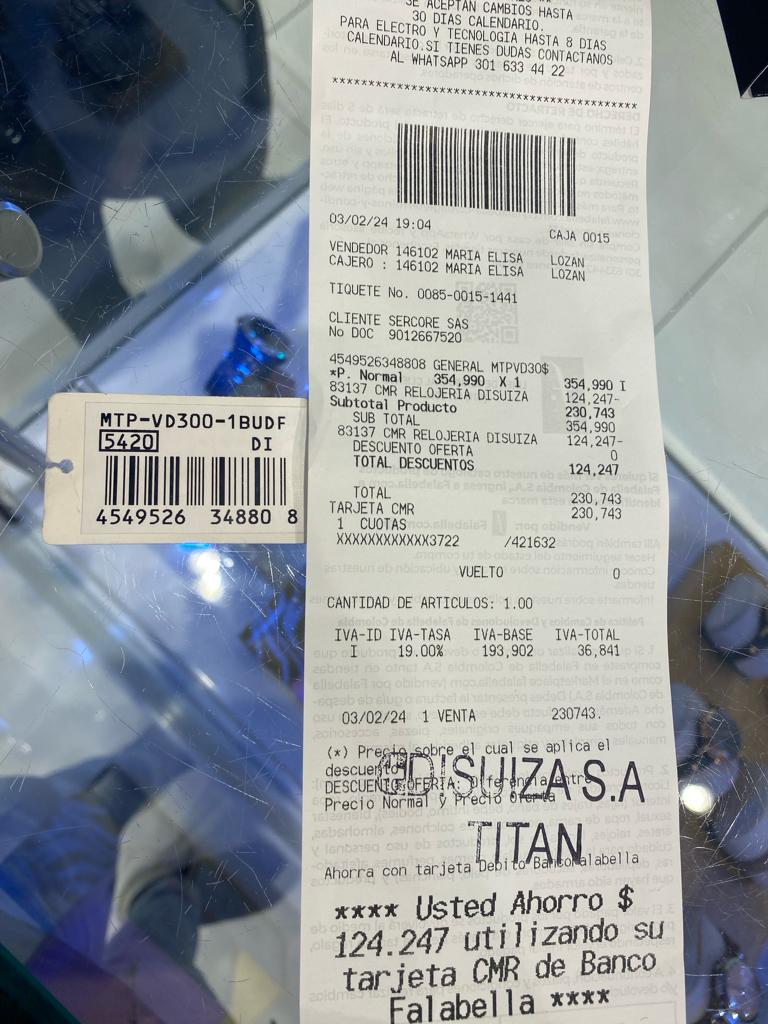 SE ACEPTAN CAMBIOS HASTA
30 DIAS CALENDARIO.
PARA ELECTRO Y TECNOLOGIA HASTA 8 DIAS
CALENDARIO.SI TIENES DUDAS CONTACTANOS
AL WHATSAPP 301 633 44 22
****************************************
03/02/24 19:04 CAJA 0015
VENDEDOR 146102 MARIA ELISA LOZAN
CAJERO : 146102 MARIA ELISA LOZAN
TIQUETE No. 0085-0015-1441
CLIENTE SERCORE SAS
No DOC 9012667520
4549526348808 GENERAL MTPVD30$
*P. Normal 354,990 X 1 354,990 I
83137 CMR RELOJERIA DISUIZA 124,247-
Subtotal Producto 230,743
SUB TOTAL 354,990
83137 CMR RELOJERIA DISUIZA 124,247-
DESCUENTO OFERTA 0
TOTAL DESCUENTOS 124,247
TOTAL 230,743
TARJETA CMR 230,743
1 CUOTAS
XXXXXXXXXXXX3722 /421632
VUELTO 0
CANTIDAD DE ARTICULOS: 1.00
IVA-ID IVA-TASA IVA-BASE IVA-TOTAL
I 19.00% 193,902 36,841
03/02/24 1 VENTA 230743.
(*) Precio sobre el cual se aplica el
descuento
DESCUENTO OFERTA: Diferencia entre
Precio Normal y Precio Oferta
DISUIZA S.A
TITAN
Ahorra con tarjeta Debito BancoFalabella
**** Usted Ahorro $
124.247 utilizando su
tarjeta CMR de Banco
Falabella ****
MTP-VD300-1BUDF
5420 DI
4549526 34880 8